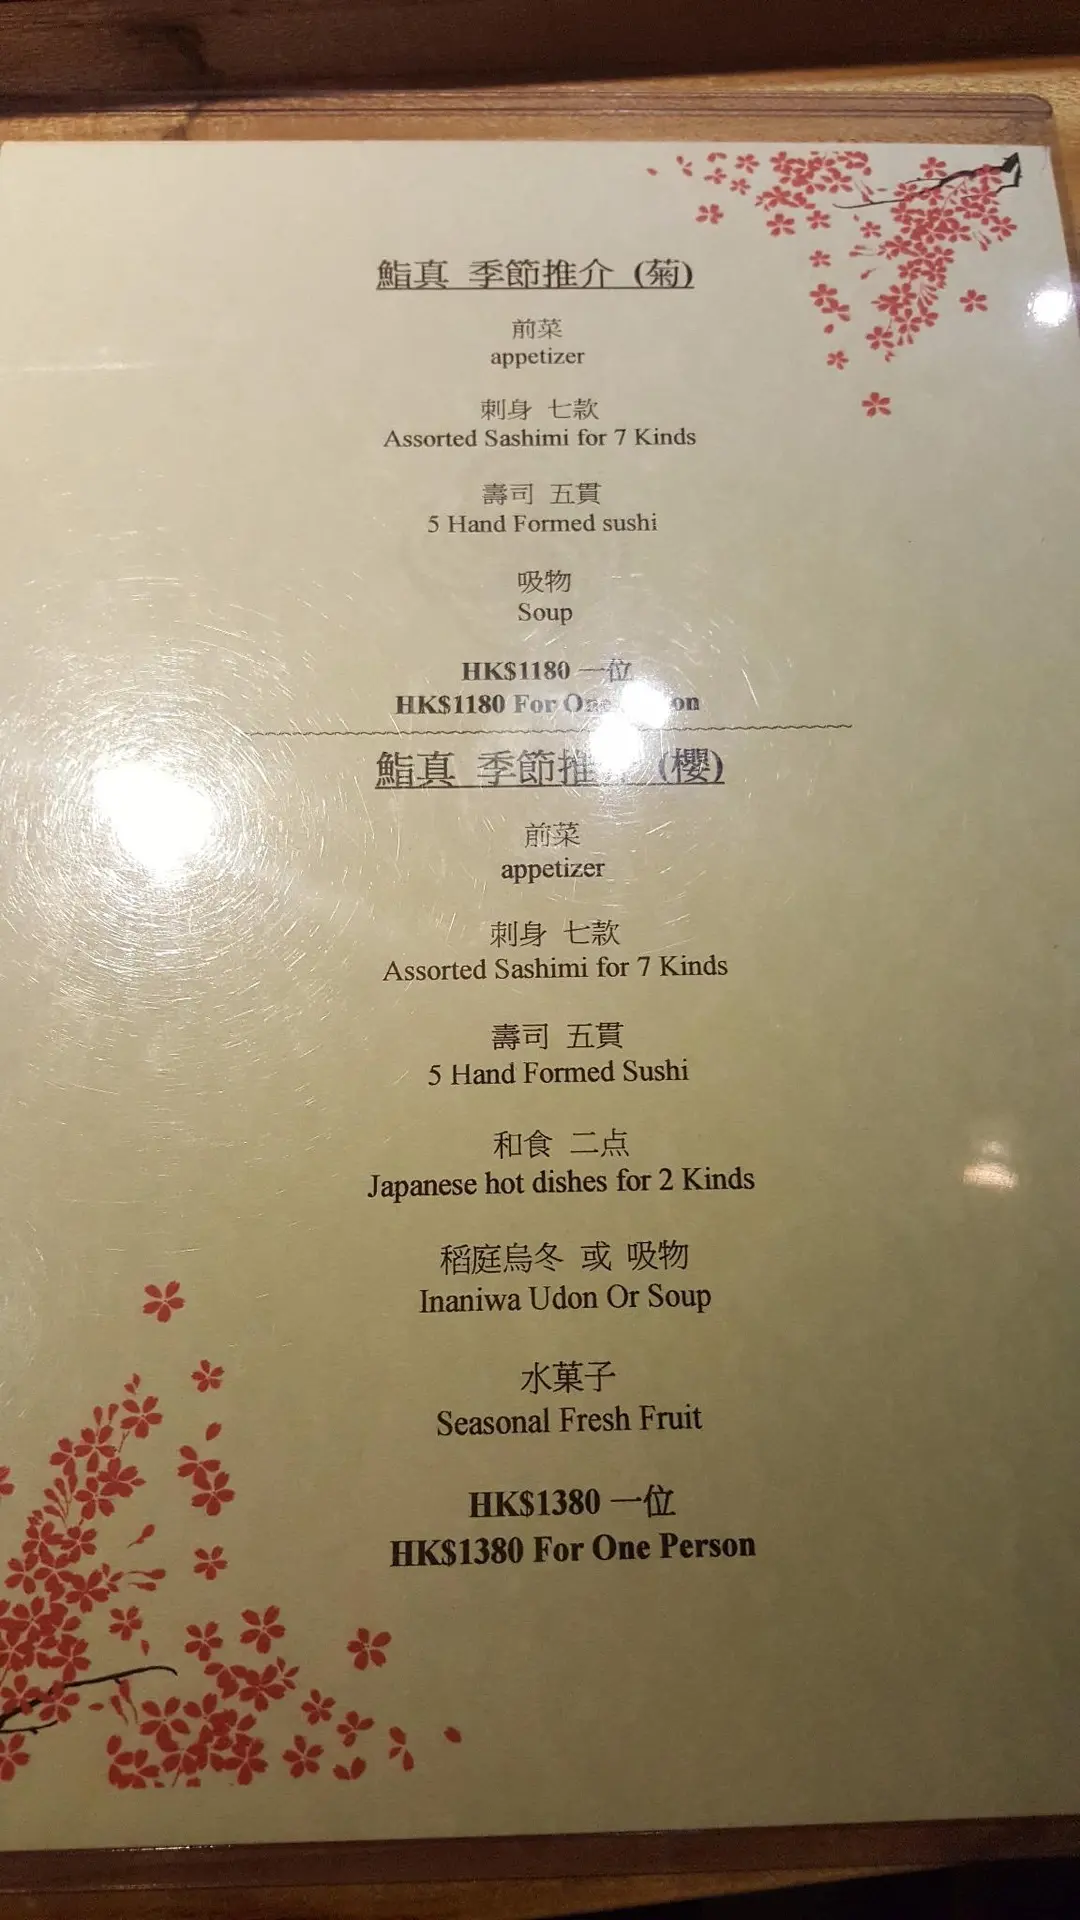 鮨真 季節推介 (菊)
前菜
appetizer
刺身 七款
Assorted Sashimi for 7 Kinds
壽司 五貫
5 Hand Formed sushi
吸物
Soup
HK$1180 一位
HK$1180 For One
鮨真 季節推 (櫻)
前菜
appetizer
刺身 七款
Assorted Sashimi for 7 Kinds
壽司 五貫
5 Hand Formed Sushi
和食 二点
Japanese hot dishes for 2 Kinds
稻庭烏冬 或 吸物
Inaniwa Udon Or Soup
水菓子
Seasonal Fresh Fruit
HK$1380 一位
HK$1380 For One Person